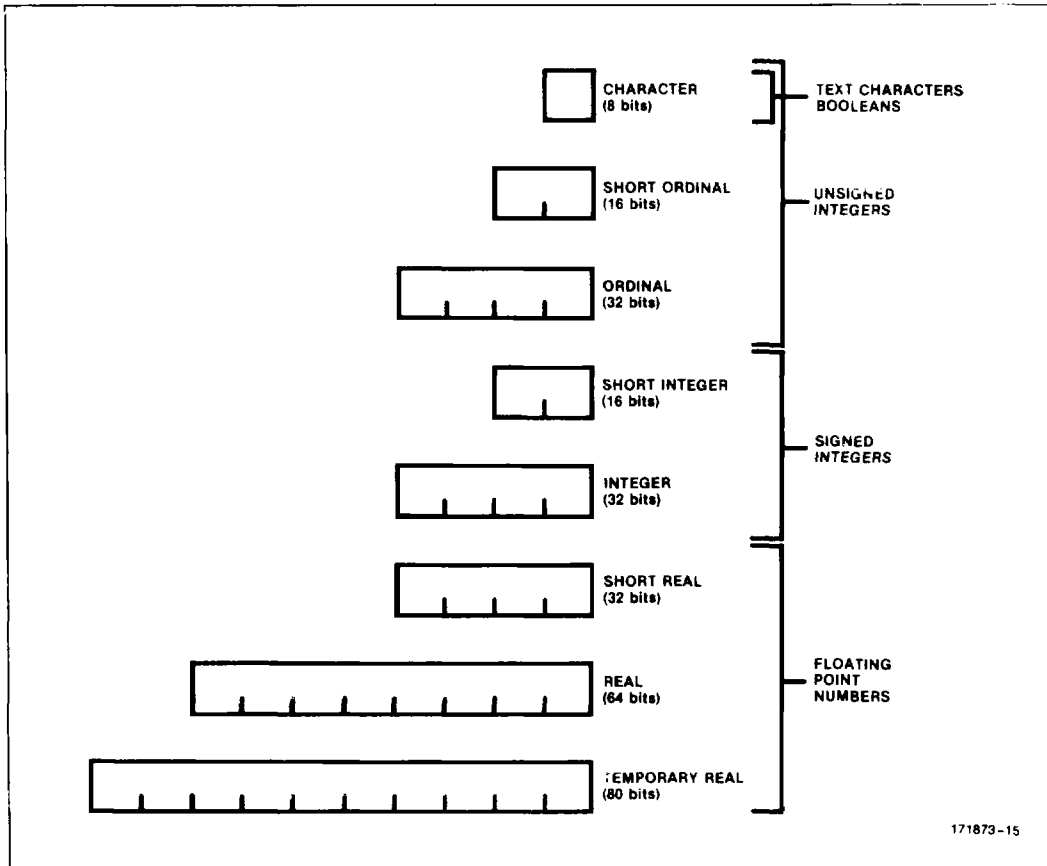 CHARACTER
(8 bits)
TEXT CHARACTERS
BOOLEANS
SHORT ORDINAL
(16 bits)
UNSIGNED
INTEGERS
ORDINAL
(32 bits)
SHORT INTEGER
(16 bits)
SIGNED
INTEGERS
INTEGER
(32 bits)
SHORT REAL
(32 bits)
REAL
(64 bits)
FLOATING
POINT
NUMBERS
TEMPORARY REAL
(80 bits)
171873-15